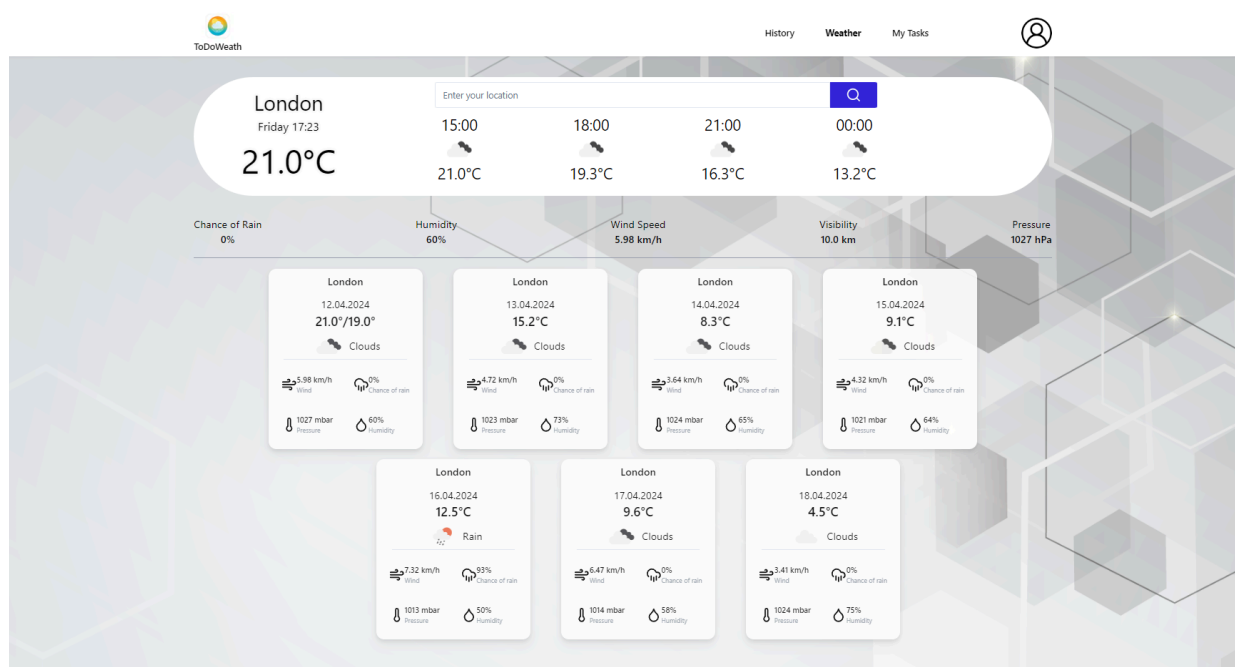 ToDoWeath
History Weather My Tasks
London
Friday 17:23
21.0°C
Enter your location
15:00 18:00 21:00 00:00
21.0°C 19.3°C 16.3°C 13.2°C
Chance of Rain Humidity Wind Speed Visibility Pressure
0% 60% 5.98 km/h 10.0 km 1027 hPa
London
12.04.2024
21.0°/19.0°
Clouds
5.98 km/h 0%
Wind Chance of rain
1027 mbar 60%
Pressure Humidity
London
13.04.2024
15.2°C
Clouds
4.72 km/h 0%
Wind Chance of rain
1023 mbar 73%
Pressure Humidity
London
14.04.2024
8.3°C
Clouds
3.64 km/h 0%
Wind Chance of rain
1024 mbar 65%
Pressure Humidity
London
15.04.2024
9.1°C
Clouds
4.32 km/h 0%
Wind Chance of rain
1021 mbar 64%
Pressure Humidity
London
16.04.2024
12.5°C
Rain
7.32 km/h 93%
Wind Chance of rain
1013 mbar 50%
Pressure Humidity
London
17.04.2024
9.6°C
Clouds
6.47 km/h 0%
Wind Chance of rain
1014 mbar 58%
Pressure Humidity
London
18.04.2024
4.5°C
Clouds
3.41 km/h 0%
Wind Chance of rain
1024 mbar 75%
Pressure Humidity